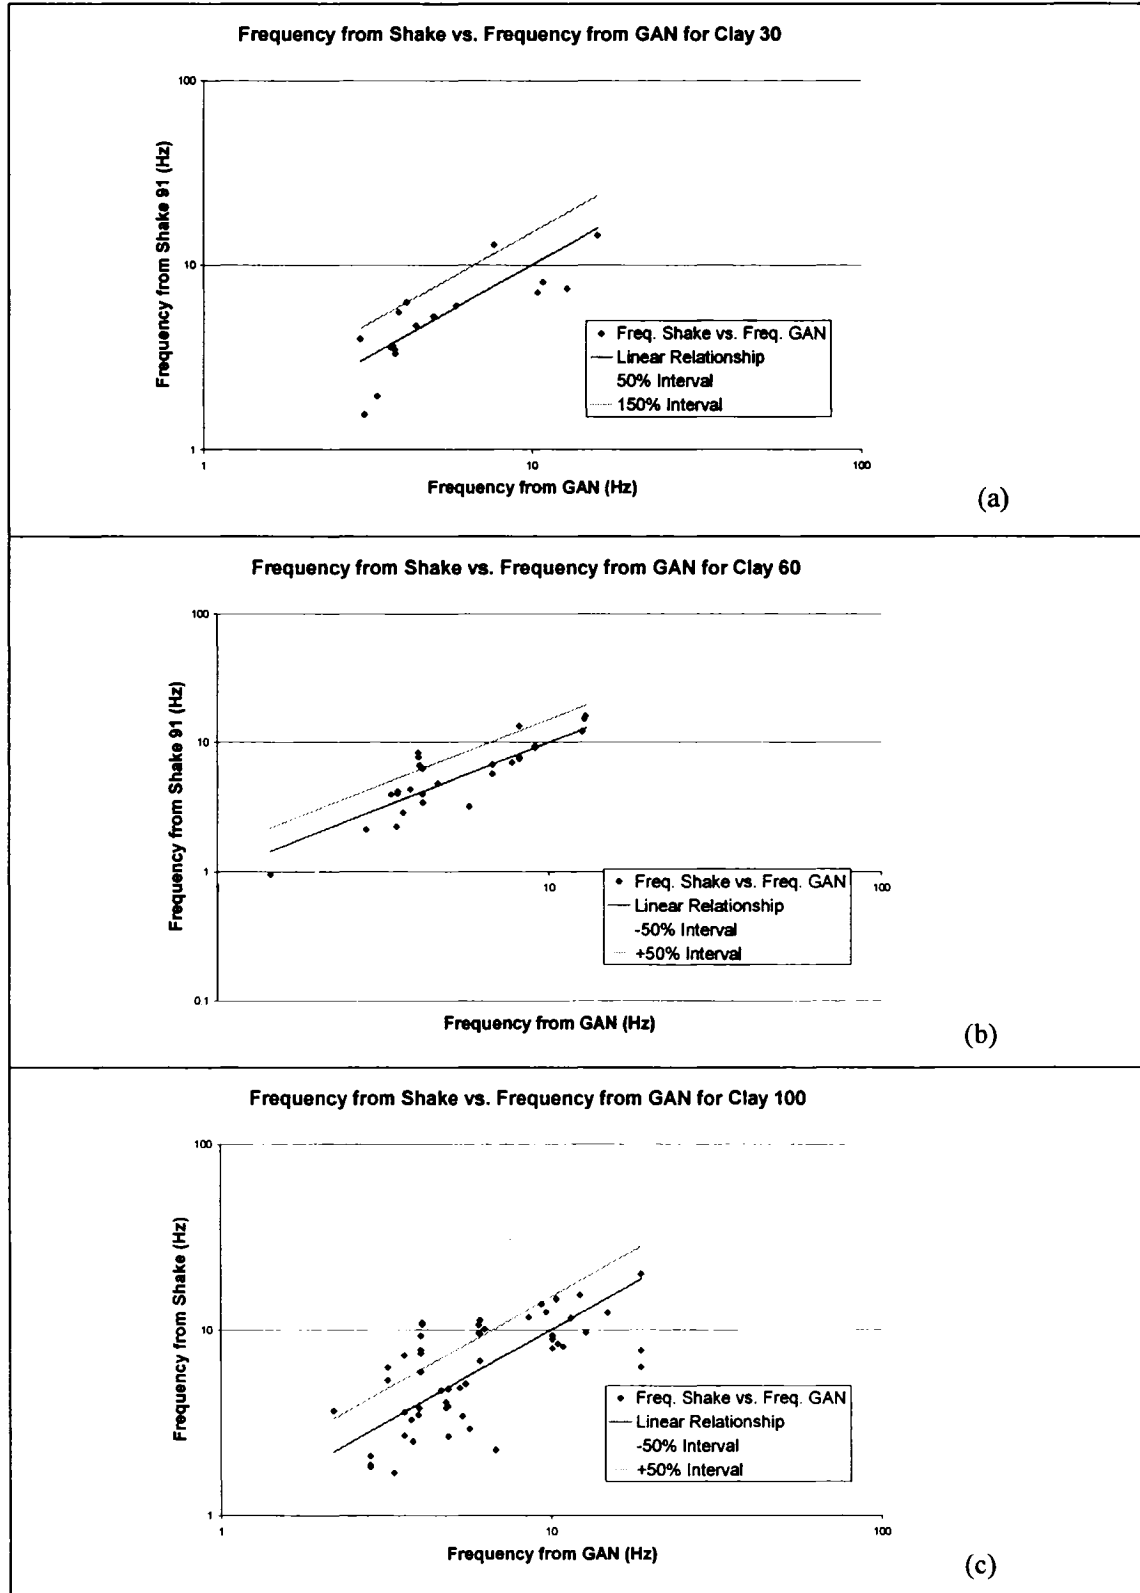 Frequency from Shake vs. Frequency from GAN for Clay 30
100
10
1
1
10
100
Frequency from Shake 91 (Hz)
Frequency from GAN (Hz)
Freq. Shake vs. Freq. GAN
Linear Relationship
50% Interval
150% Interval
(a)
Frequency from Shake vs. Frequency from GAN for Clay 60
100
10
1
0.1
1
10
100
Frequency from Shake 91 (Hz)
Frequency from GAN (Hz)
Freq. Shake vs. Freq. GAN
Linear Relationship
-50% Interval
+50% Interval
(b)
Frequency from Shake vs. Frequency from GAN for Clay 100
100
10
1
1
10
100
Frequency from Shake (Hz)
Frequency from GAN (Hz)
Freq. Shake vs. Freq. GAN
Linear Relationship
-50% Interval
+50% Interval
(c)